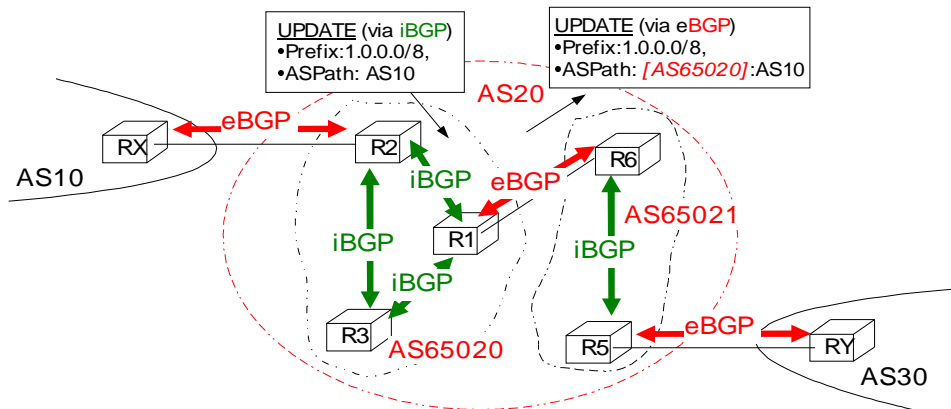 UPDATE (via iBGP)
•Prefix:1.0.0.0/8,
•ASPath: AS10
UPDATE (via eBGP)
•Prefix:1.0.0.0/8,
•ASPath: [AS65020]:AS10
AS20
eBGP
RX
R2
R6
AS10
iBGP
eBGP
AS65021
iBGP
R1
iBGP
iBGP
R3
AS65020
R5
eBGP
RY
AS30